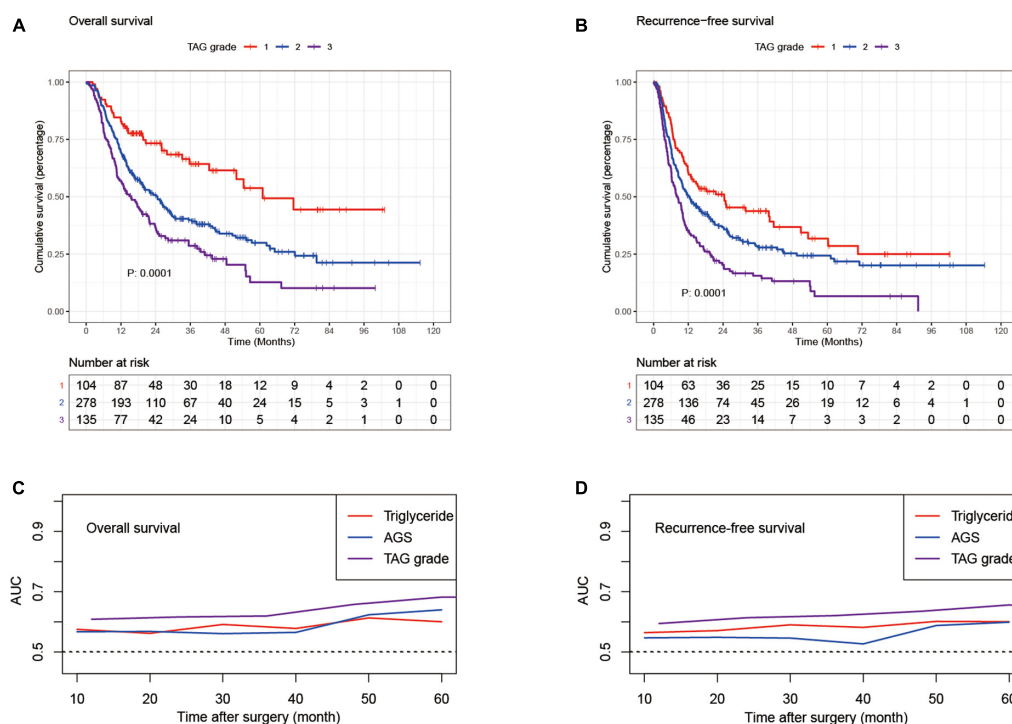 A
Overall survival
TAG grade 1 2 3
1.00
0.75
0.50
0.25
0.00
Cumulative survival (percentage)
P: 0.0001
0 12 24 36 48 60 72 84 96 108 120
Time (Months)
Number at risk
1 104 87 48 30 18 12 9 4 2 0 0
2 278 193 110 67 40 24 15 5 3 1 0
3 135 77 42 24 10 5 4 2 1 0 0
B
Recurrence-free survival
TAG grade 1 2 3
1.00
0.75
0.50
0.25
0.00
Cumulative survival (percentage)
P: 0.0001
0 12 24 36 48 60 72 84 96 108 120
Time (Months)
Number at risk
1 104 63 36 25 15 10 7 4 2 0 0
2 278 136 74 45 26 19 12 6 4 1 0
3 135 46 23 14 7 3 3 2 0 0 0
C
Overall survival
Triglyceride
AGS
TAG grade
0.9
0.7
0.5
AUC
10 20 30 40 50 60
Time after surgery (month)
D
Recurrence-free survival
Triglycerid
AGS
TAG grade
0.9
0.7
0.5
AUC
10 20 30 40 50 60
Time after surgery (month)